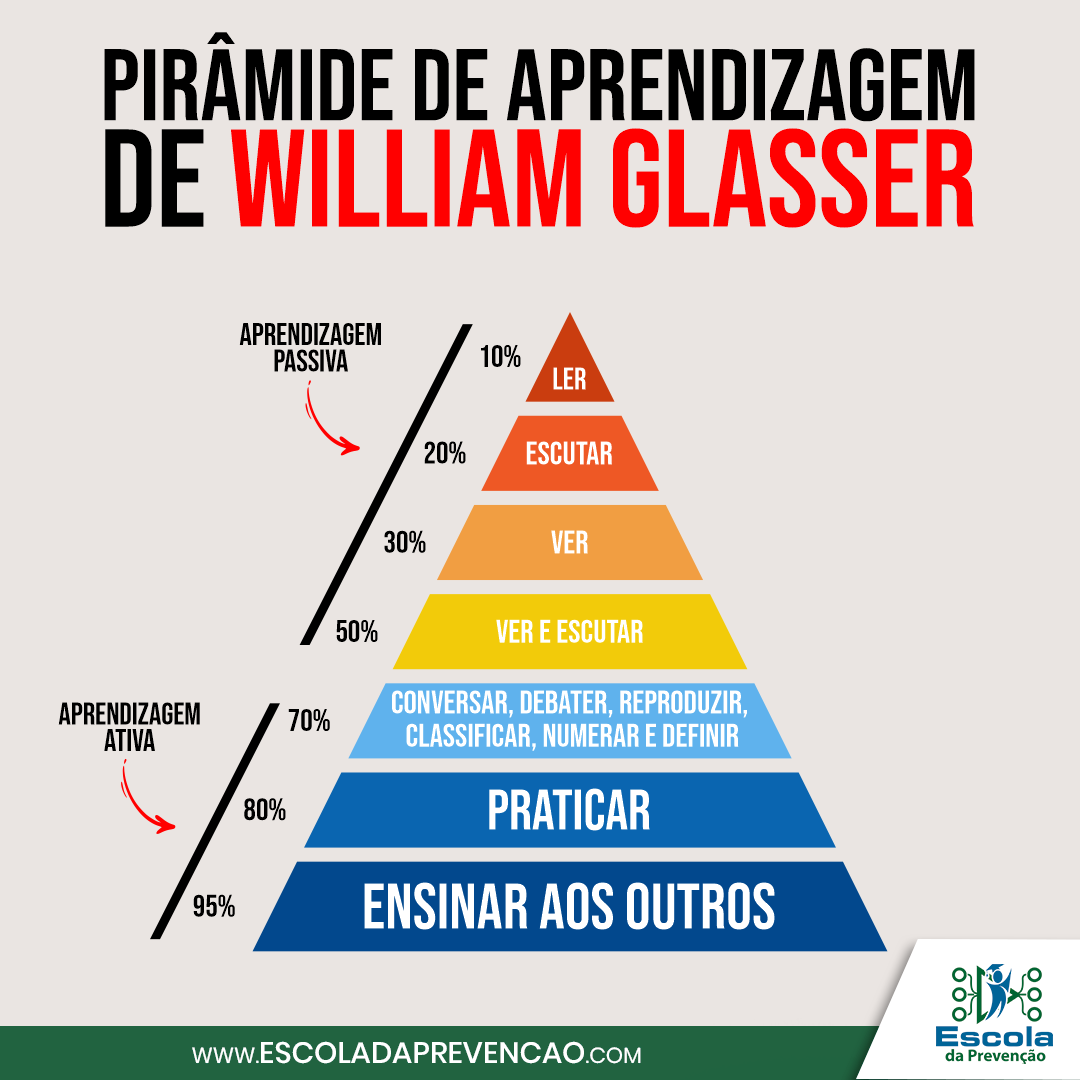 PIRÂMIDE DE APRENDIZAGEM
DE WILLIAM GLASSER
APRENDIZAGEM
PASSIVA
10%
LER
20%
ESCUTAR
30%
VER
50%
VER E ESCUTAR
APRENDIZAGEM
ATIVA
70%
CONVERSAR, DEBATER, REPRODUZIR,
CLASSIFICAR, NUMERAR E DEFINIR
80%
PRATICAR
95%
ENSINAR AOS OUTROS
WWW.ESCOLADAPREVENCAO.COM
Escola
da Prevenção